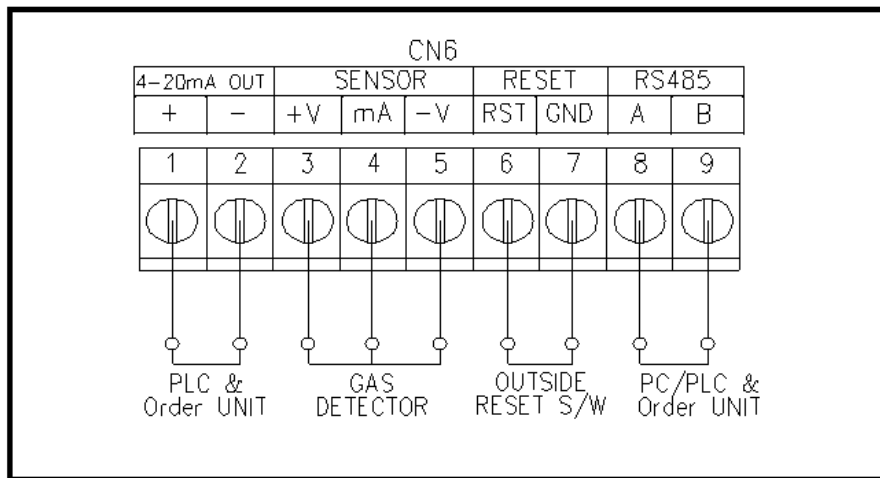 CN6
4-20mA OUT SENSOR RESET RS485
+ - +V mA -V RST GND A B
1 2 3 4 5 6 7 8 9
PLC & GAS OUTSIDE PC/PLC &
Order UNIT DETECTOR RESET S/W Order UNIT